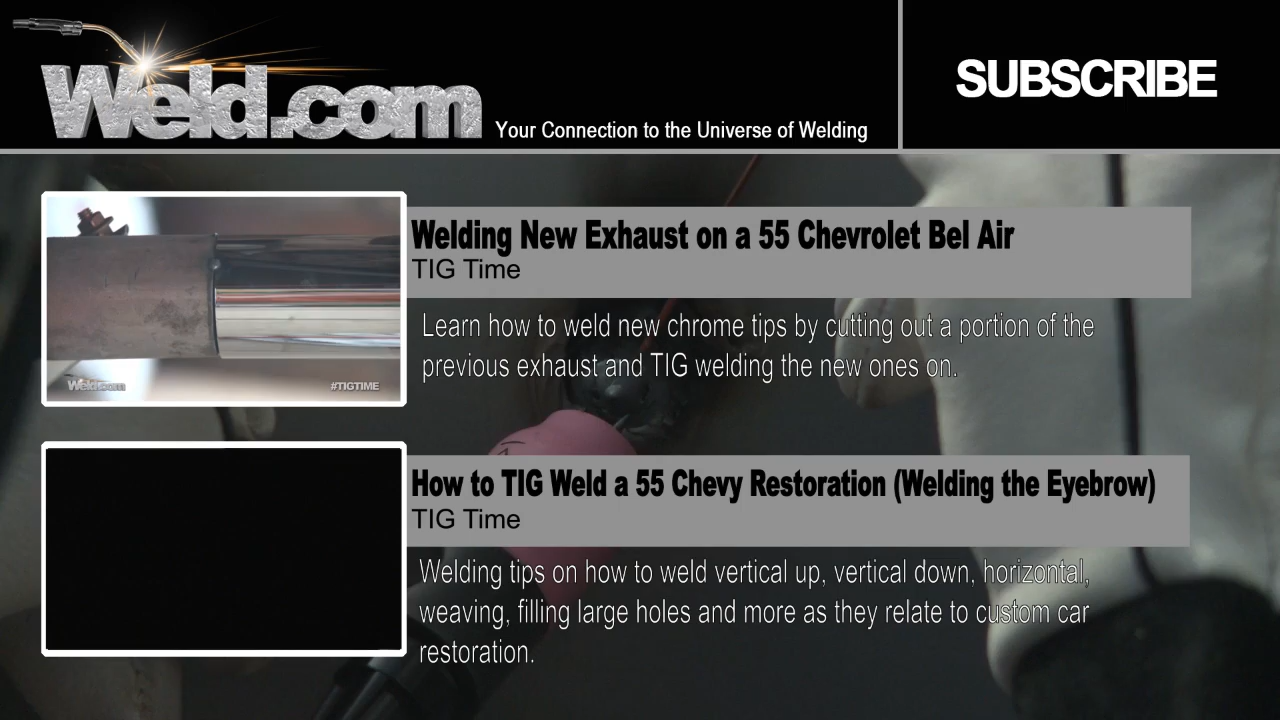 Weld.com
Your Connection to the Universe of Welding
SUBSCRIBE
Welding New Exhaust on a 55 Chevrolet Bel Air
TIG Time
Learn how to weld new chrome tips by cutting out a portion of the
previous exhaust and TIG welding the new ones on.
Weld.com
#TIGTIME
How to TIG Weld a 55 Chevy Restoration (Welding the Eyebrow)
TIG Time
Welding tips on how to weld vertical up, vertical down, horizontal,
weaving, filling large holes and more as they relate to custom car
restoration.